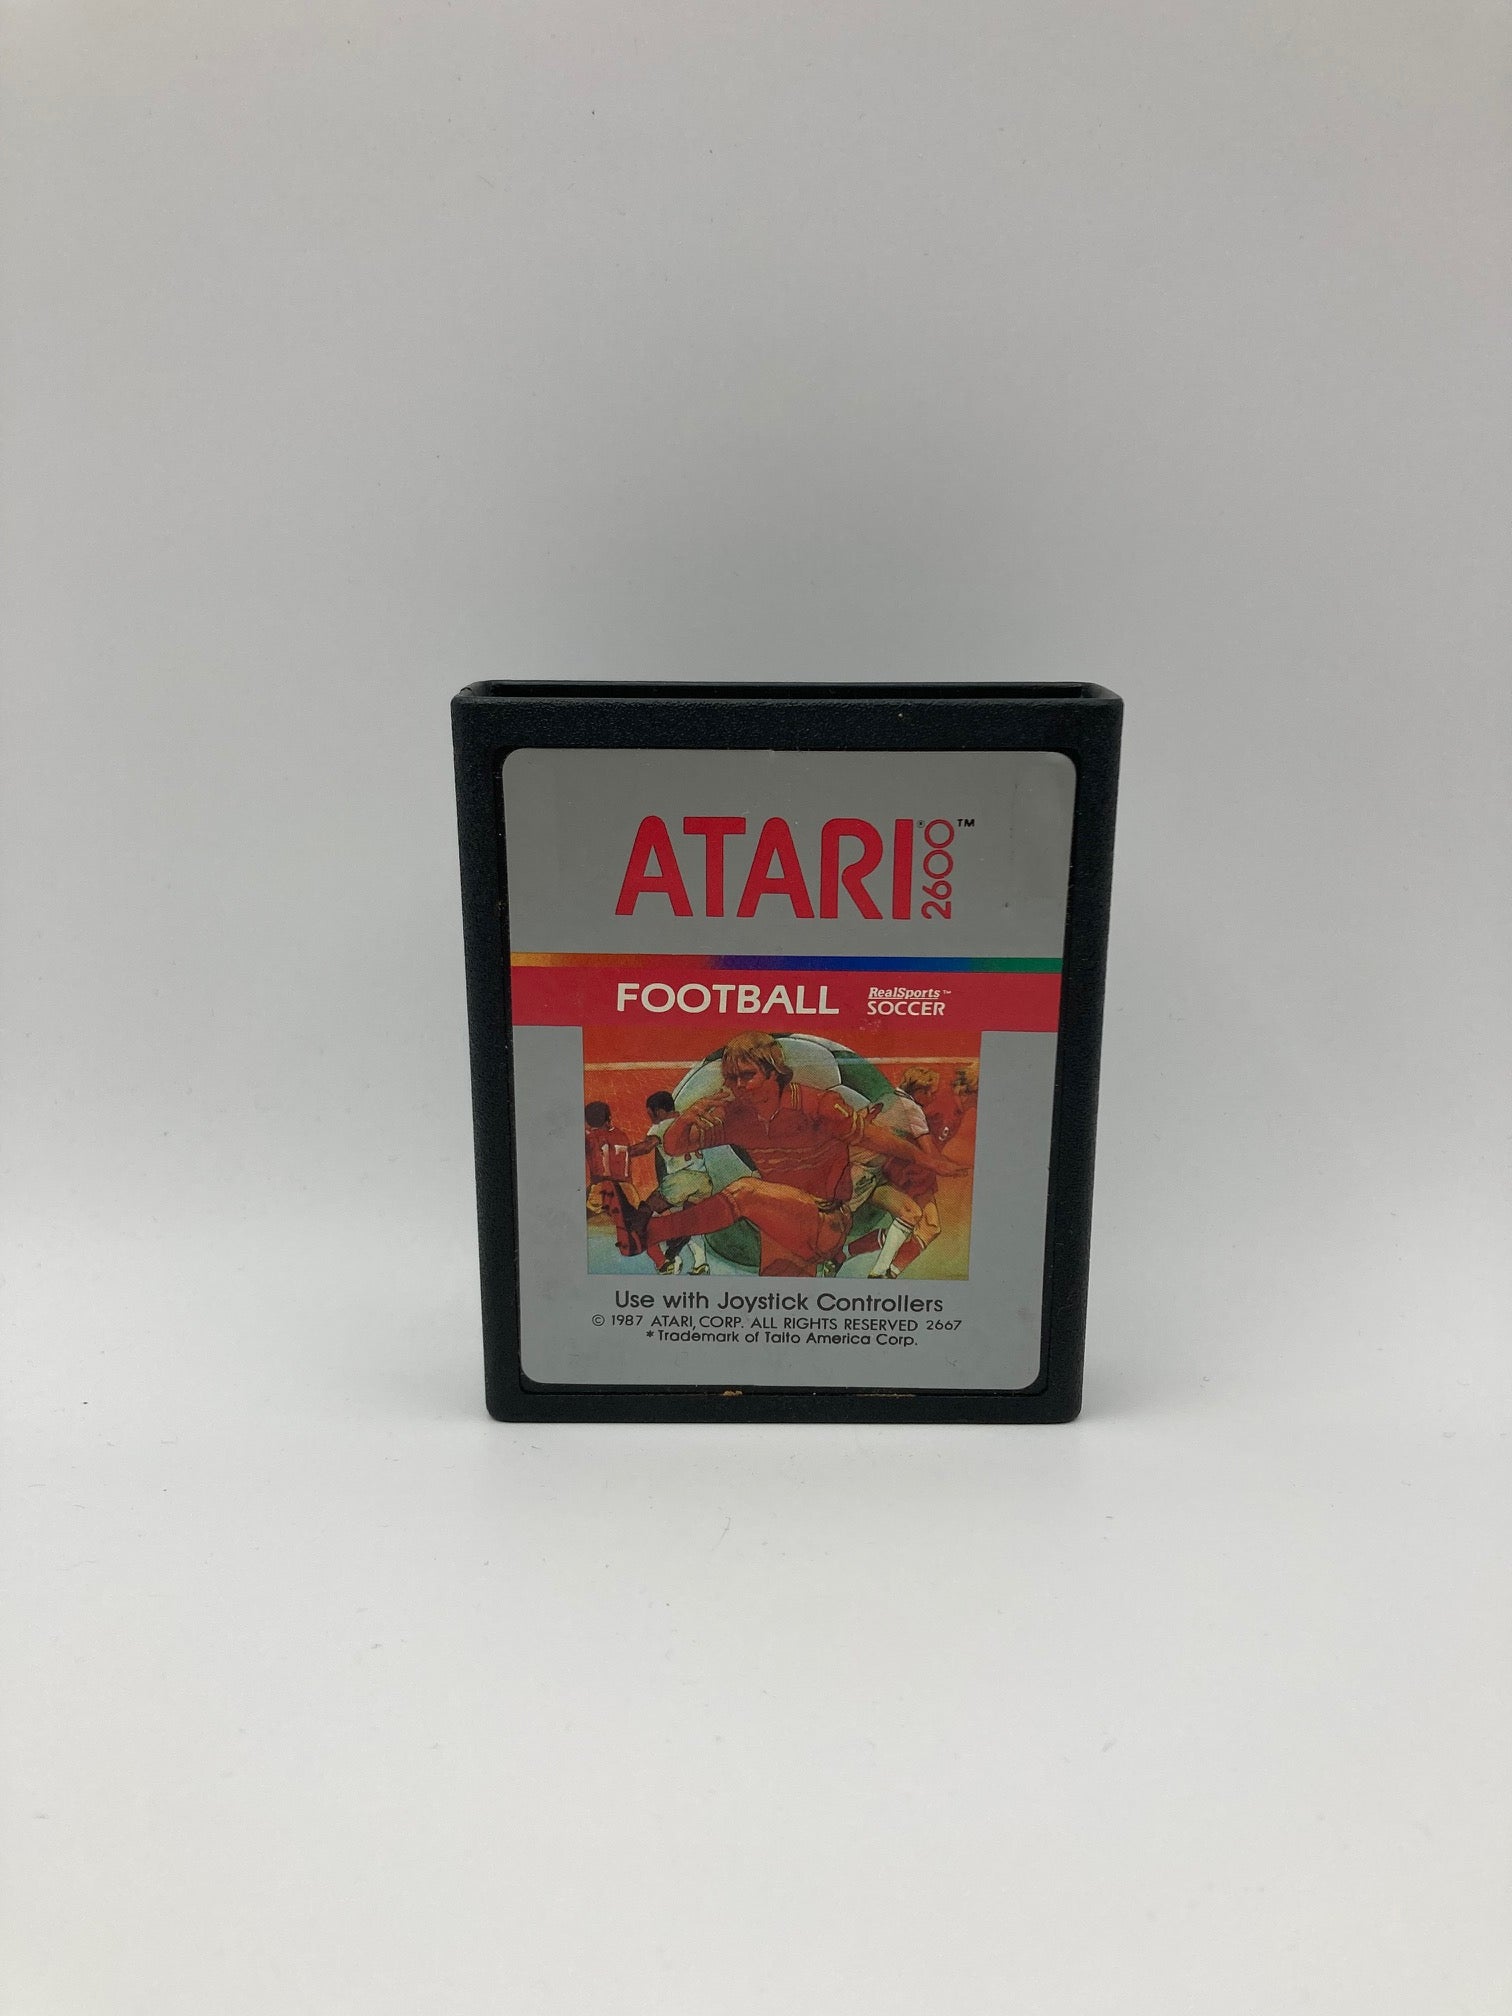 ATARI® 2600™
FOOTBALL RealSports™ SOCCER
17
Use with Joystick Controllers
© 1987 ATARI, CORP. ALL RIGHTS RESERVED 2667
* Trademark of Taito America Corp.